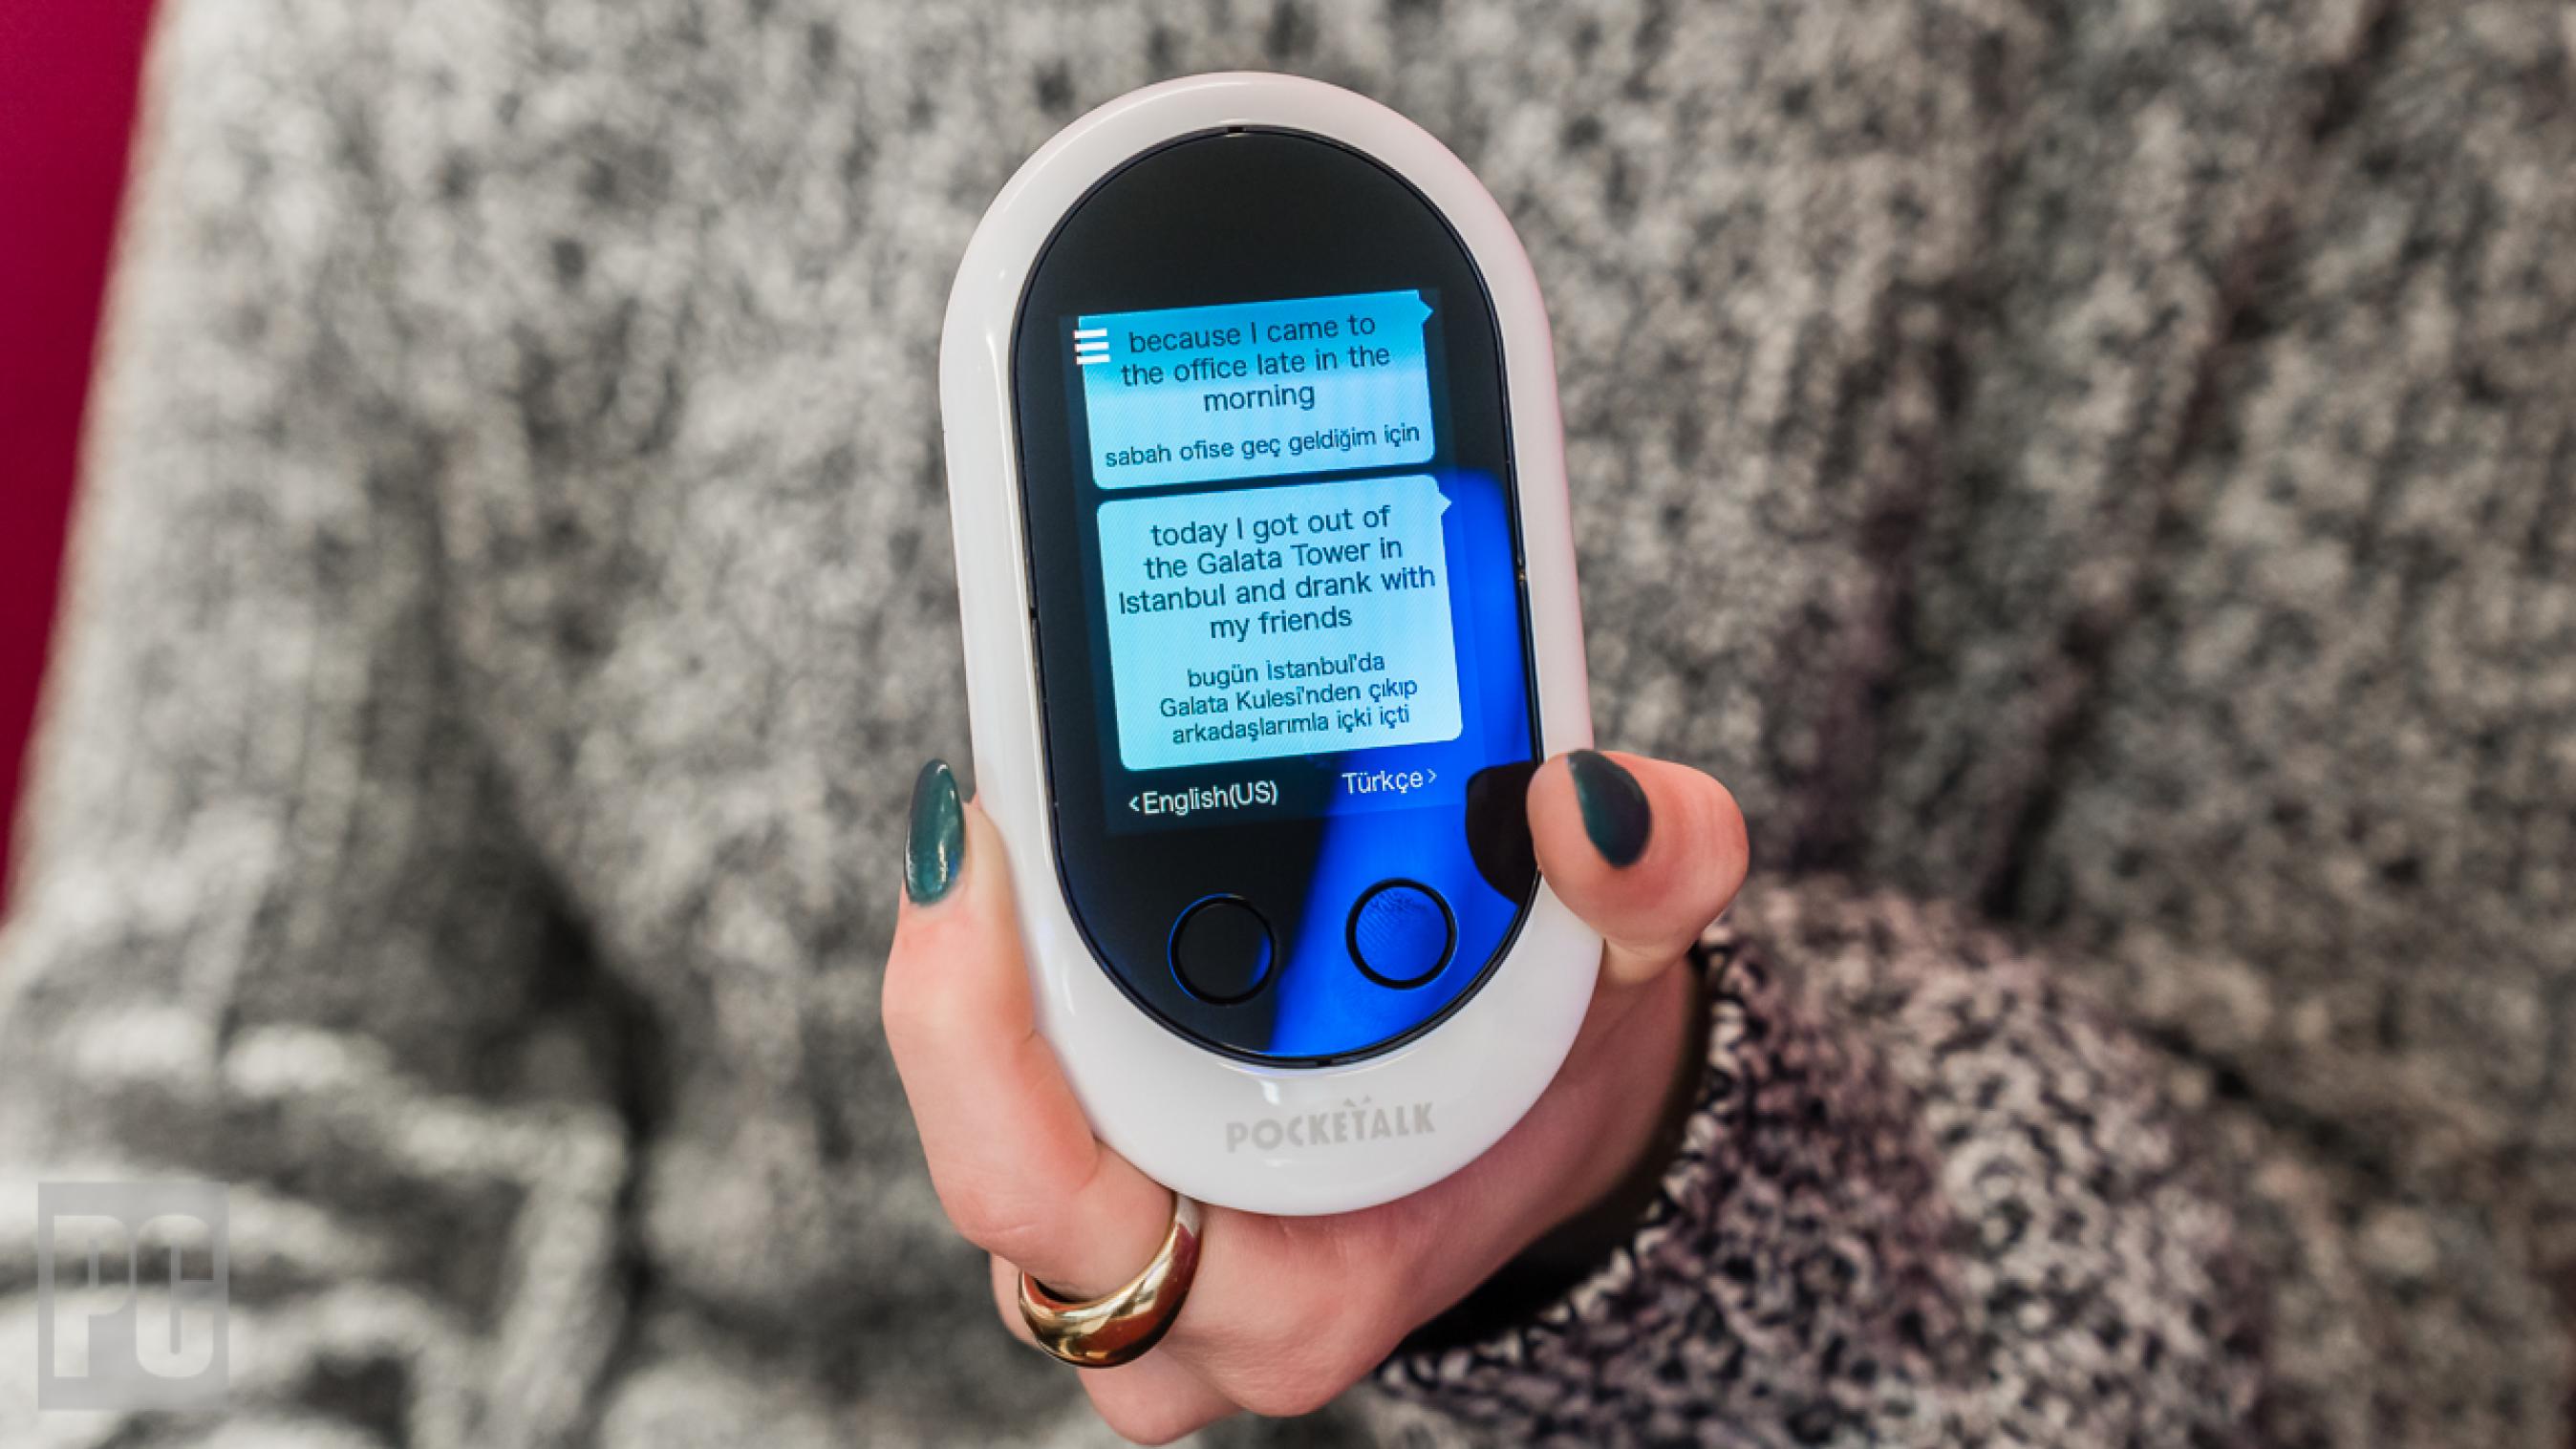 because I came to
the office late in the
morning
sabah ofise geç geldiğim için
today I got out of
the Galata Tower in
Istanbul and drank with
my friends
bugün istanbul'da
Galata Kulesi'nden çıkıp
arkadaşlarımla içki içti
<English(US)
Türkçe>
POCKETALK
PC